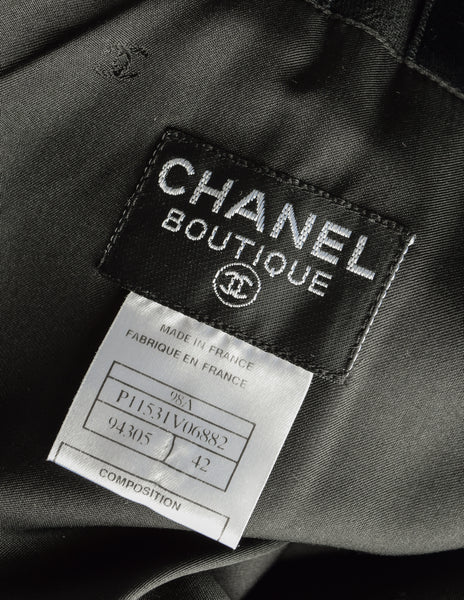 CHANEL
BOUTIQUE
MADE IN FRANCE
FABRIQUE EN FRANCE
98A
P11531V06882
94305 42
COMPOSITION